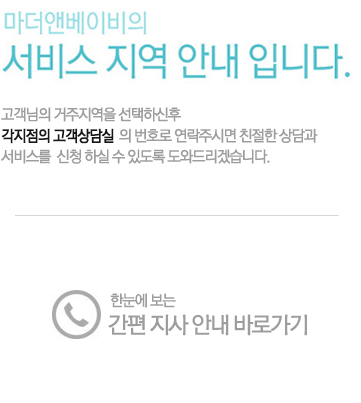 마더앤베이비의
서비스 지역 안내 입니다.
고객님의 거주지역을 선택하신후
각지점의 고객상담실 의 번호로 연락주시면 친절한 상담과
서비스를 신청 하실 수 있도록 도와드리겠습니다.
한눈에 보는
간편 지사 안내 바로가기